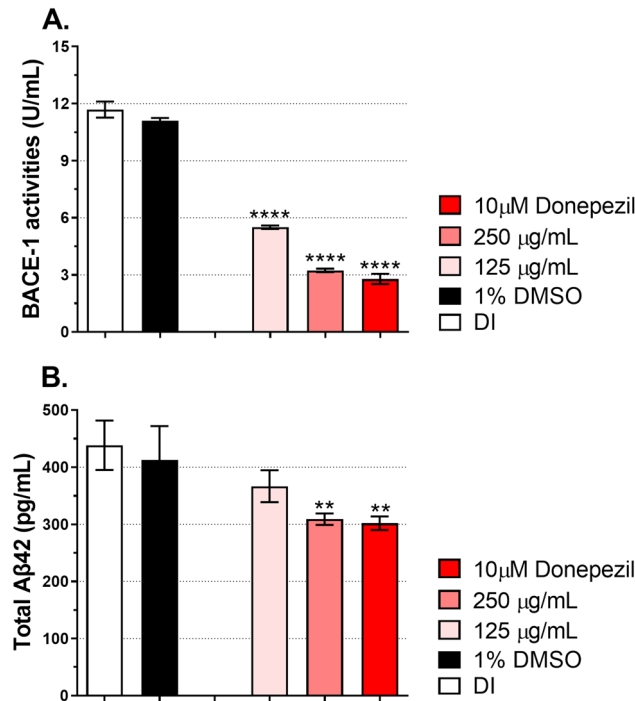 A.
BACE-1 activities (U/mL)
15
12
9
6
3
0
**** 
****
****
10μM Donepezil
250 μg/mL
125 μg/mL
1% DMSO
DI
B.
Total Aβ42 (pg/mL)
500
400
300
200
100
0
**
**
10μM Donepezil
250 μg/mL
125 μg/mL
1% DMSO
DI